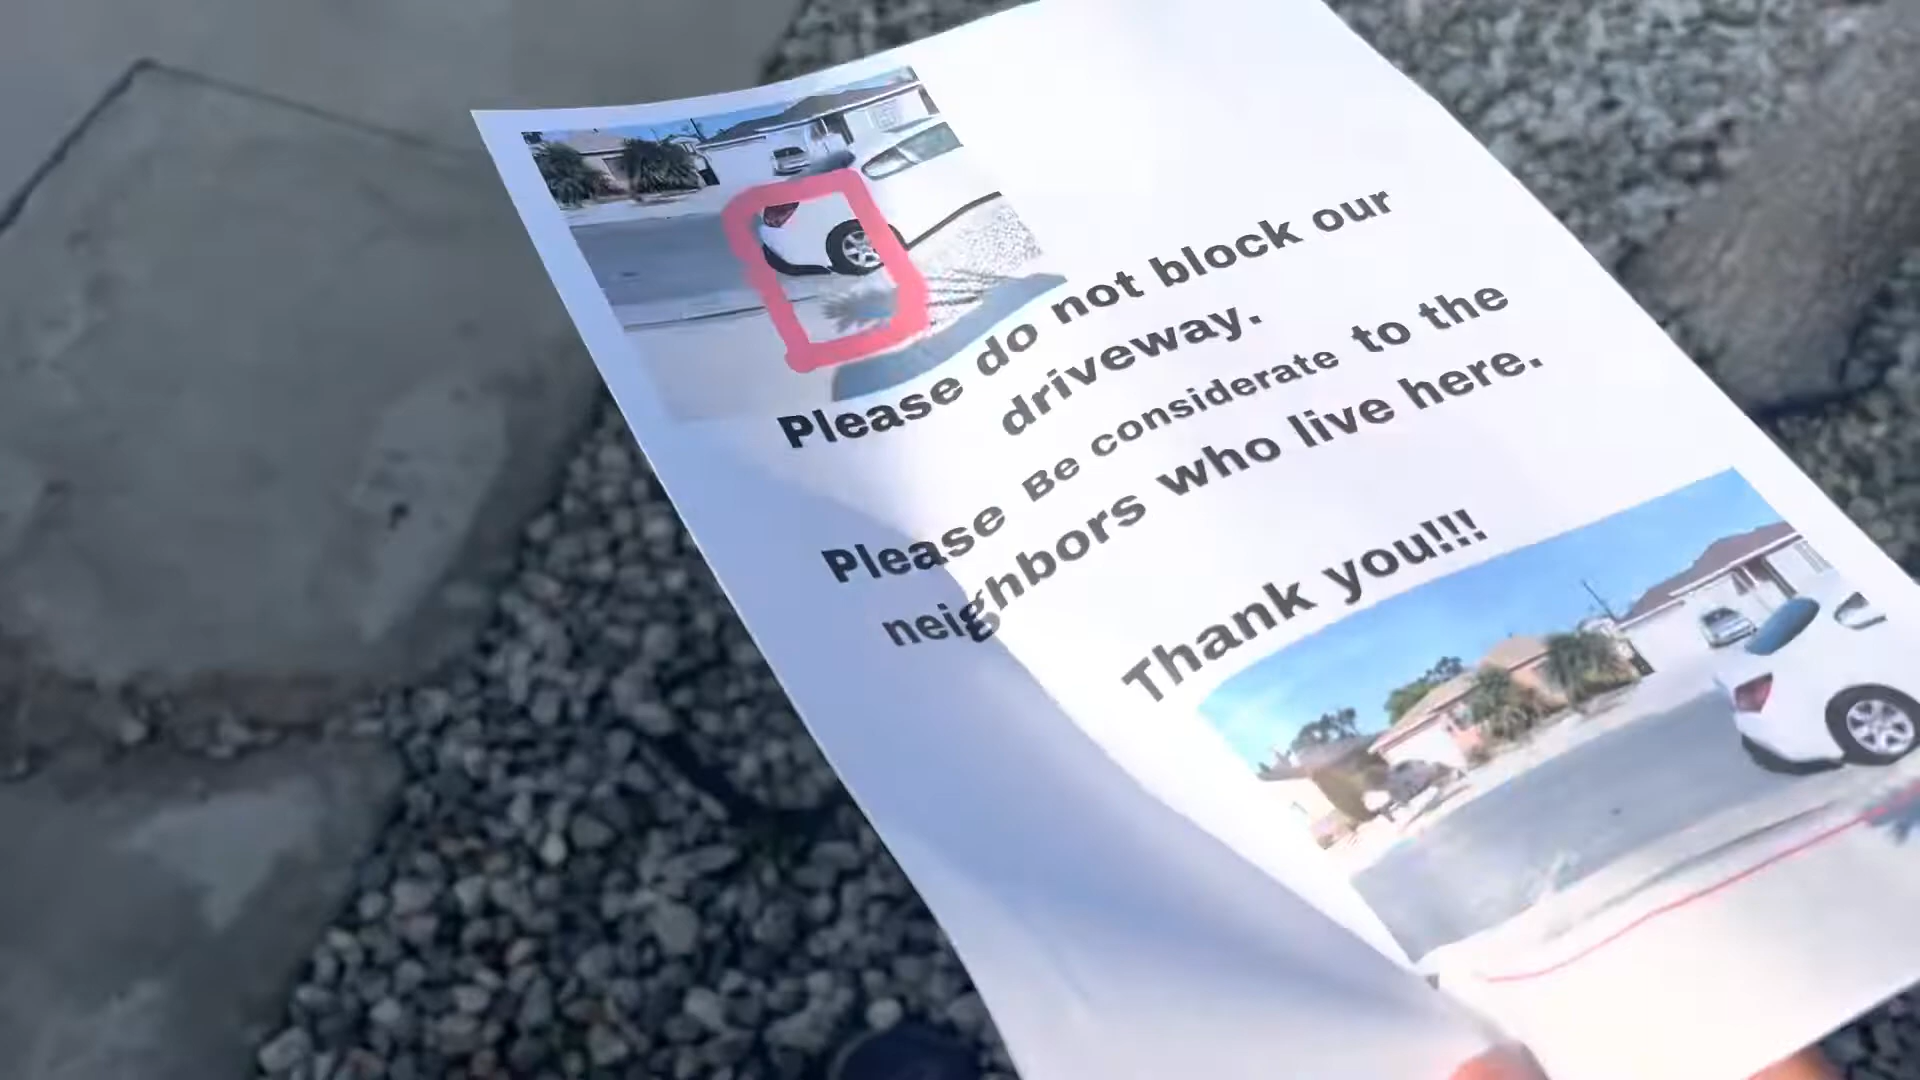 Please do not block our
driveway.
Please Be considerate to the
neighbors who live here.
Thank you!!!